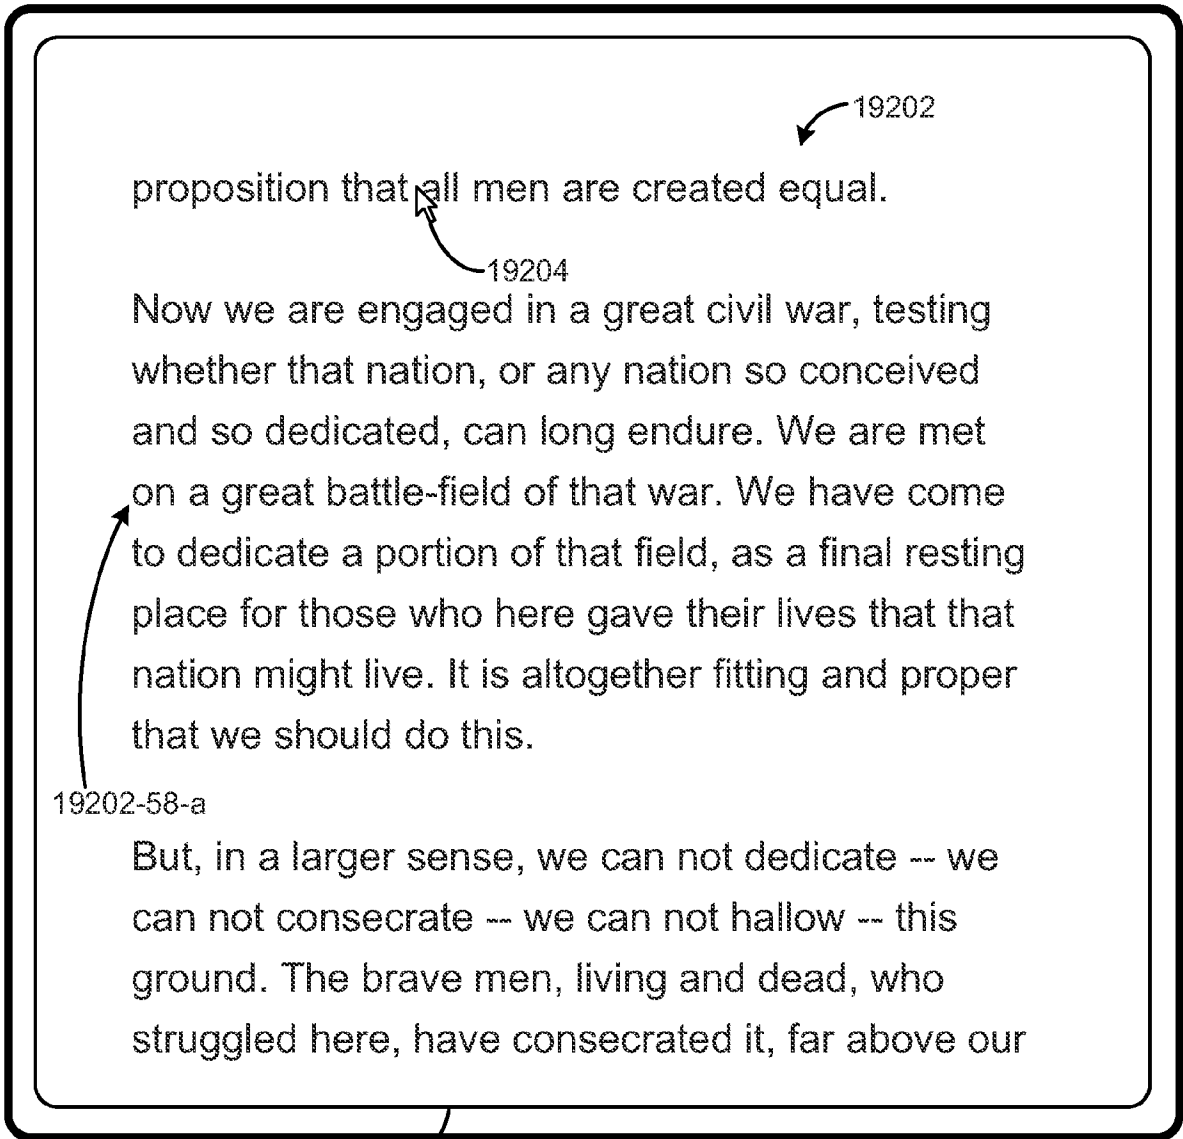 19202
proposition that all men are created equal.
19204
Now we are engaged in a great civil war, testing
whether that nation, or any nation so conceived
and so dedicated, can long endure. We are met
on a great battle-field of that war. We have come
to dedicate a portion of that field, as a final resting
place for those who here gave their lives that that
nation might live. It is altogether fitting and proper
that we should do this.
19202-58-a
But, in a larger sense, we can not dedicate -- we
can not consecrate -- we can not hallow -- this
ground. The brave men, living and dead, who
struggled here, have consecrated it, far above our